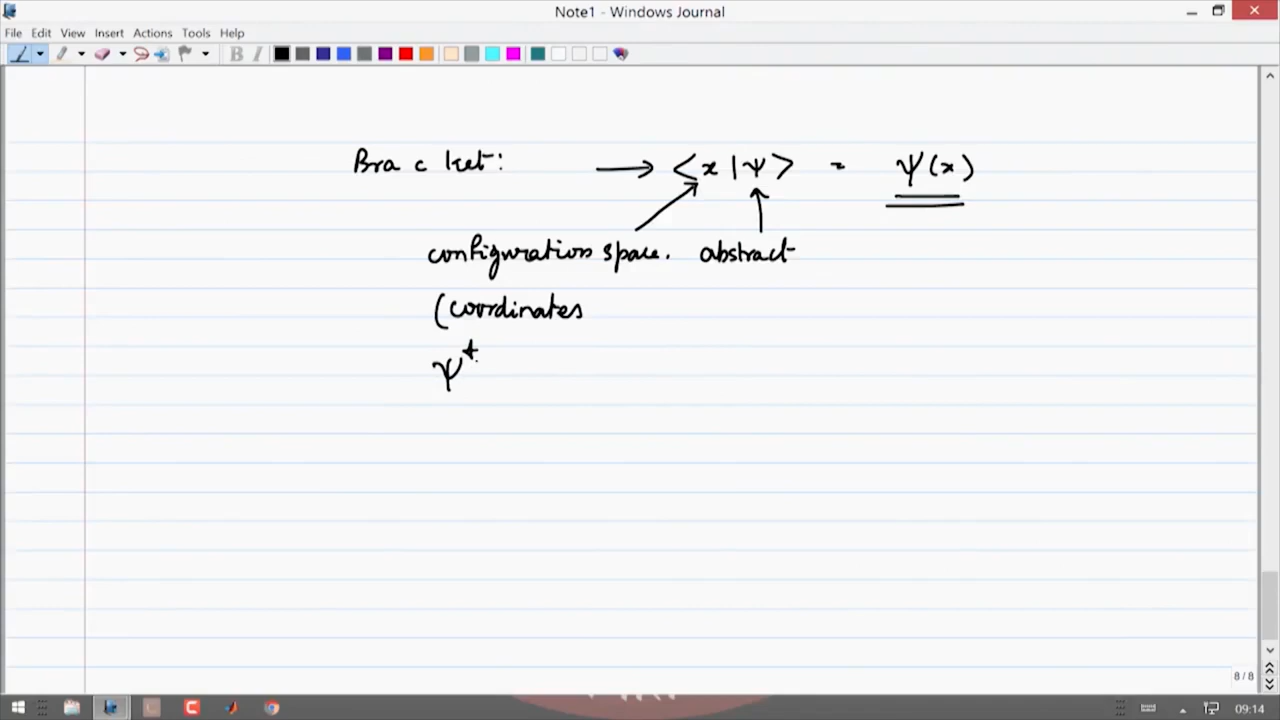 Note1 - Windows Journal
File Edit View Insert Actions Tools Help
B I
Bra c ket: → <x|ψ> = ψ(x)
configuration space. abstract
(coordinates
ψ†
8 / 8
09:14